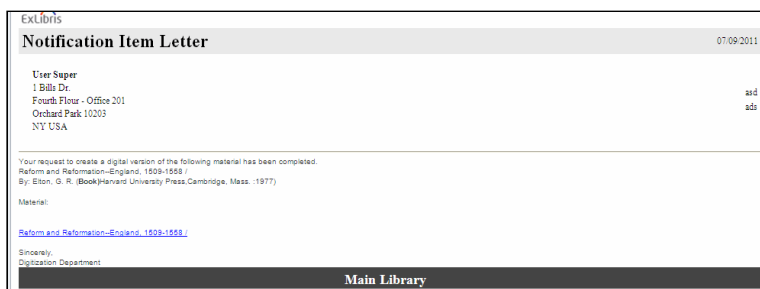 ExLibris
Notification Item Letter
07/09/2011
User Super
1 Bills Dr.
Fourth Flour - Office 201
Orchard Park 10203
NY USA
asd
ads
Your request to create a digital version of the following material has been completed.
Reform and Reformation--England, 1509-1558 /
By: Elton, G. R. (Book)Harvard University Press,Cambridge, Mass. :1977)
Material:
Reform and Reformation--England, 1509-1558 /
Sincerely,
Digitization Department
Main Library